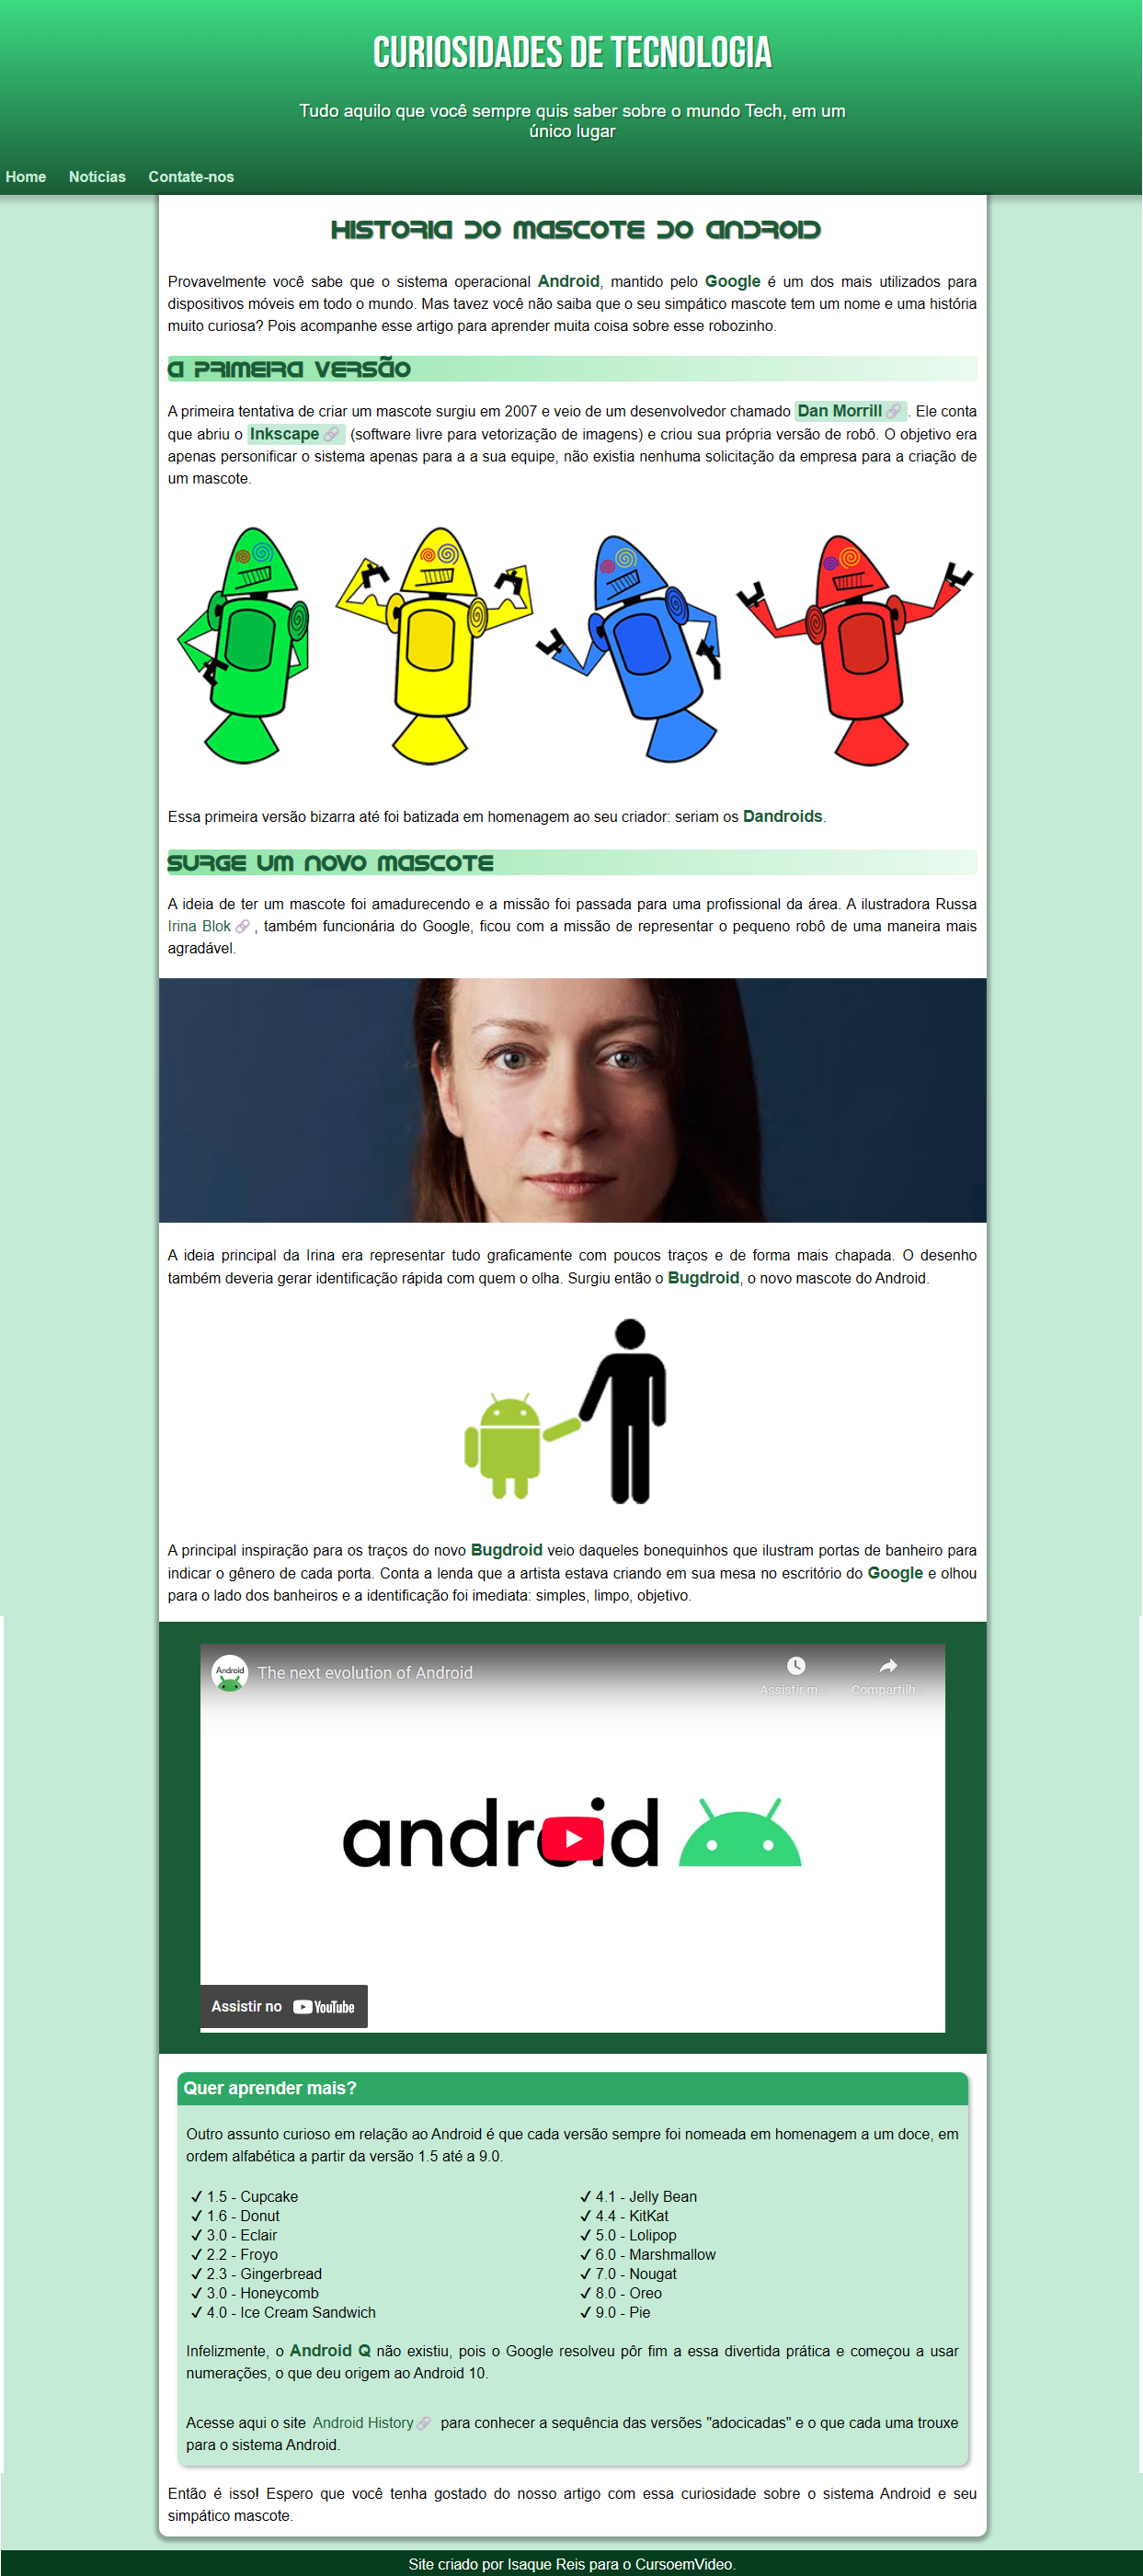 CURIOSIDADES DE TECNOLOGIA
Tudo aquilo que você sempre quis saber sobre o mundo Tech, em um
único lugar
Home Notícias Contate-nos
HISTORIA DO MASCOTE DO ANDROID
Provavelmente você sabe que o sistema operacional Android, mantido pelo Google é um dos mais utilizados para
dispositivos móveis em todo o mundo. Mas tavez você não saiba que o seu simpático mascote tem um nome e uma história
muito curiosa? Pois acompanhe esse artigo para aprender muita coisa sobre esse robozinho.
A PRIMEIRA VERSÃO
A primeira tentativa de criar um mascote surgiu em 2007 e veio de um desenvolvedor chamado Dan Morrill. Ele conta
que abriu o Inkscape (software livre para vetorização de imagens) e criou sua própria versão de robô. O objetivo era
apenas personificar o sistema apenas para a a sua equipe, não existia nenhuma solicitação da empresa para a criação de
um mascote.
Essa primeira versão bizarra até foi batizada em homenagem ao seu criador: seriam os Dandroids.
SURGE UM NOVO MASCOTE
A ideia de ter um mascote foi amadurecendo e a missão foi passada para uma profissional da área. A ilustradora Russa
Irina Blok, também funcionária do Google, ficou com a missão de representar o pequeno robô de uma maneira mais
agradável.
A ideia principal da Irina era representar tudo graficamente com poucos traços e de forma mais chapada. O desenho
também deveria gerar identificação rápida com quem o olha. Surgiu então o Bugdroid, o novo mascote do Android.
A principal inspiração para os traços do novo Bugdroid veio daqueles bonequinhos que ilustram portas de banheiro para
indicar o gênero de cada porta. Conta a lenda que a artista estava criando em sua mesa no escritório do Google e olhou
para o lado dos banheiros e a identificação foi imediata: simples, limpo, objetivo.
Android
The next evolution of Android
Assistir m...
Compartilh...
android
Assistir no YouTube
Quer aprender mais?
Outro assunto curioso em relação ao Android é que cada versão sempre foi nomeada em homenagem a um doce, em
ordem alfabética a partir da versão 1.5 até a 9.0.
✓ 1.5 - Cupcake
✓ 1.6 - Donut
✓ 3.0 - Eclair
✓ 2.2 - Froyo
✓ 2.3 - Gingerbread
✓ 3.0 - Honeycomb
✓ 4.0 - Ice Cream Sandwich
✓ 4.1 - Jelly Bean
✓ 4.4 - KitKat
✓ 5.0 - Lolipop
✓ 6.0 - Marshmallow
✓ 7.0 - Nougat
✓ 8.0 - Oreo
✓ 9.0 - Pie
Infelizmente, o Android Q não existiu, pois o Google resolveu pôr fim a essa divertida prática e começou a usar
numerações, o que deu origem ao Android 10.
Acesse aqui o site Android History para conhecer a sequência das versões "adocicadas" e o que cada uma trouxe
para o sistema Android.
Então é isso! Espero que você tenha gostado do nosso artigo com essa curiosidade sobre o sistema Android e seu
simpático mascote.
Site criado por Isaque Reis para o CursoemVideo.